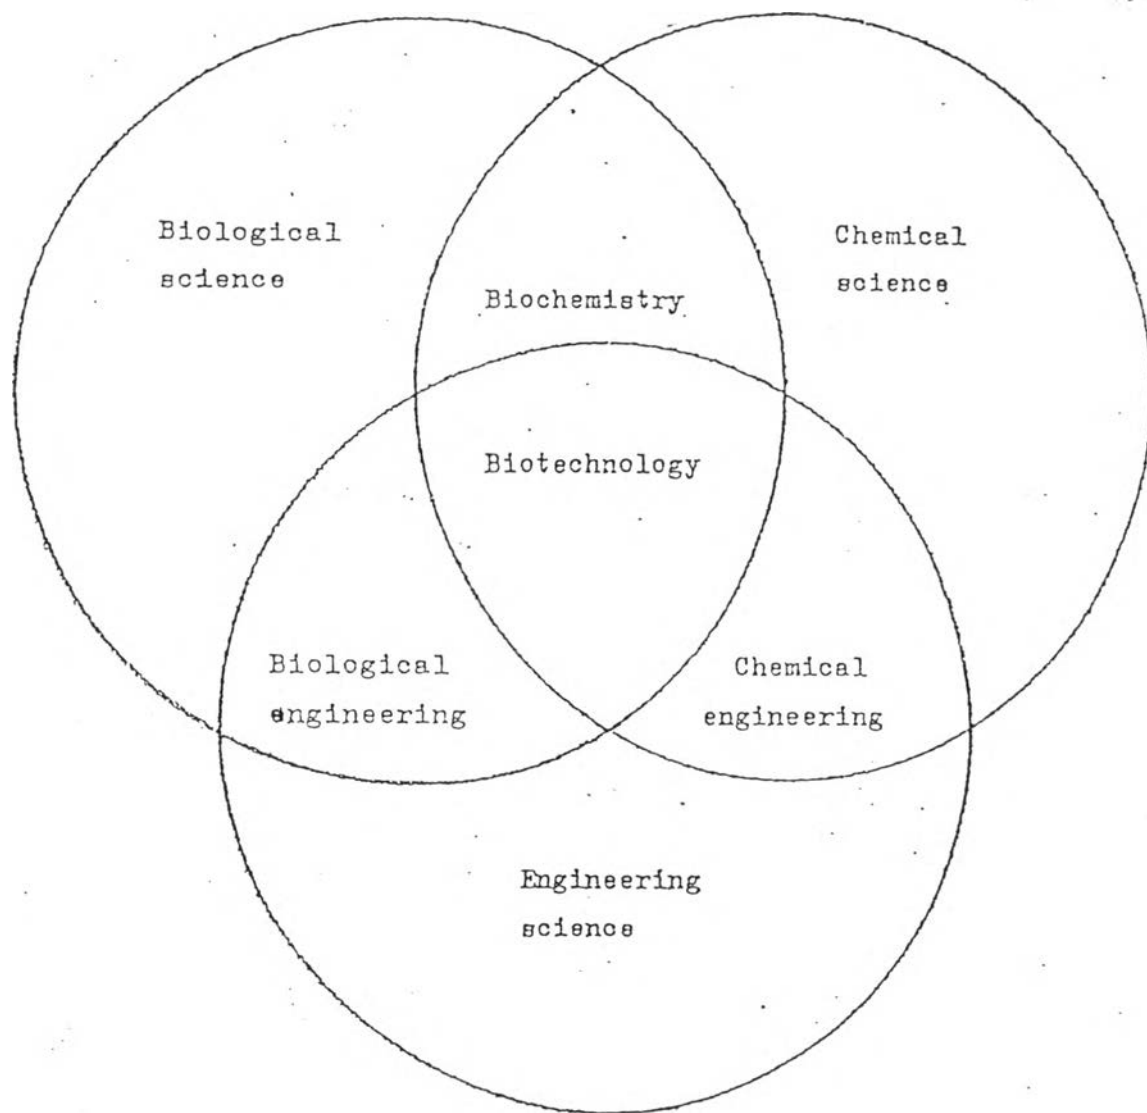 Biological
science
Chemical
science
Biochemistry
Biotechnology
Biological
engineering
Chemical
engineering
Engineering
science